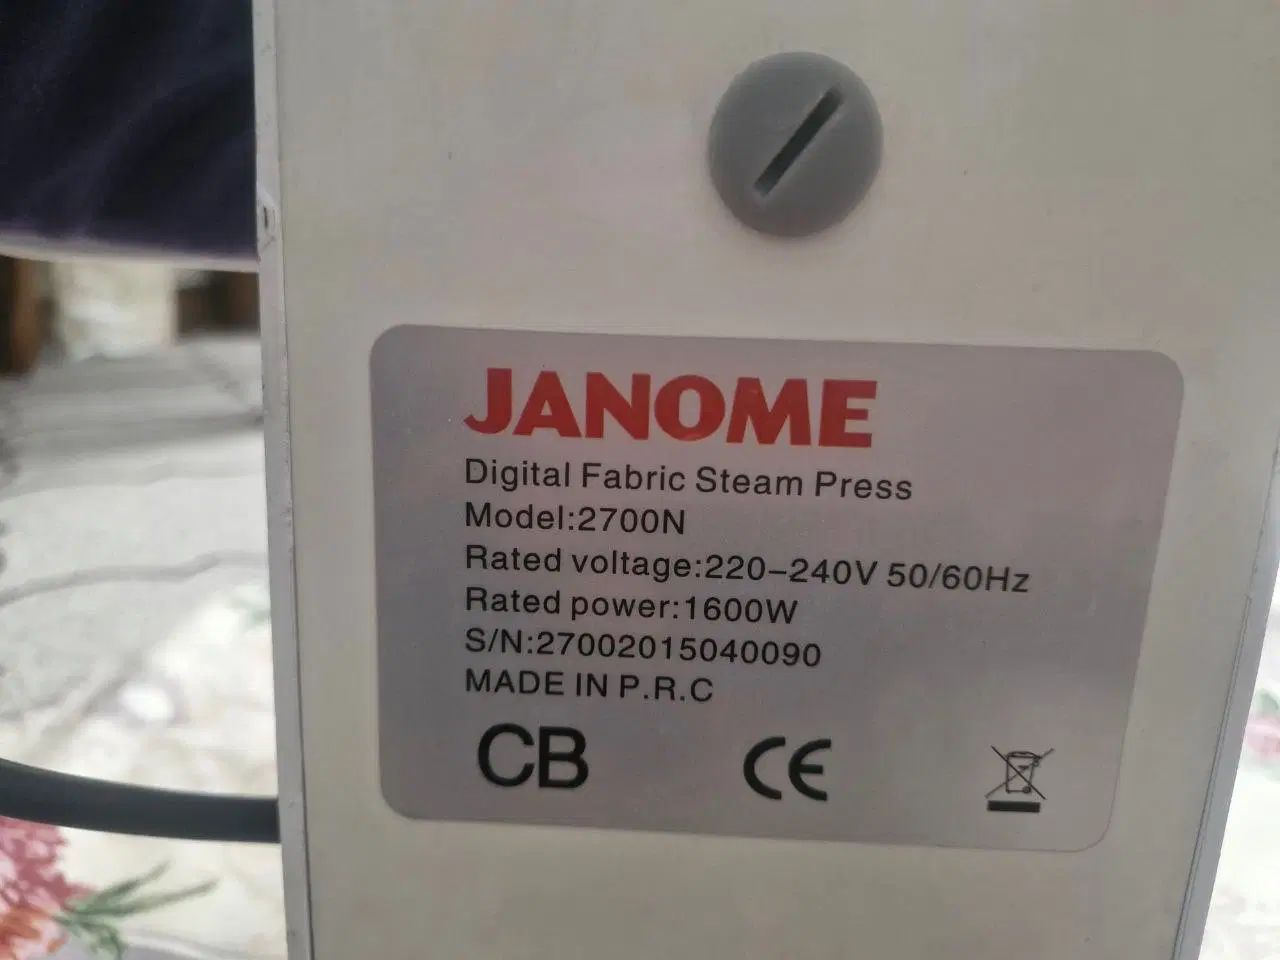 JANOME
Digital Fabric Steam Press
Model:2700N
Rated voltage:220-240V 50/60Hz
Rated power:1600W
S/N:27002015040090
MADE IN P.R.C
CB CE